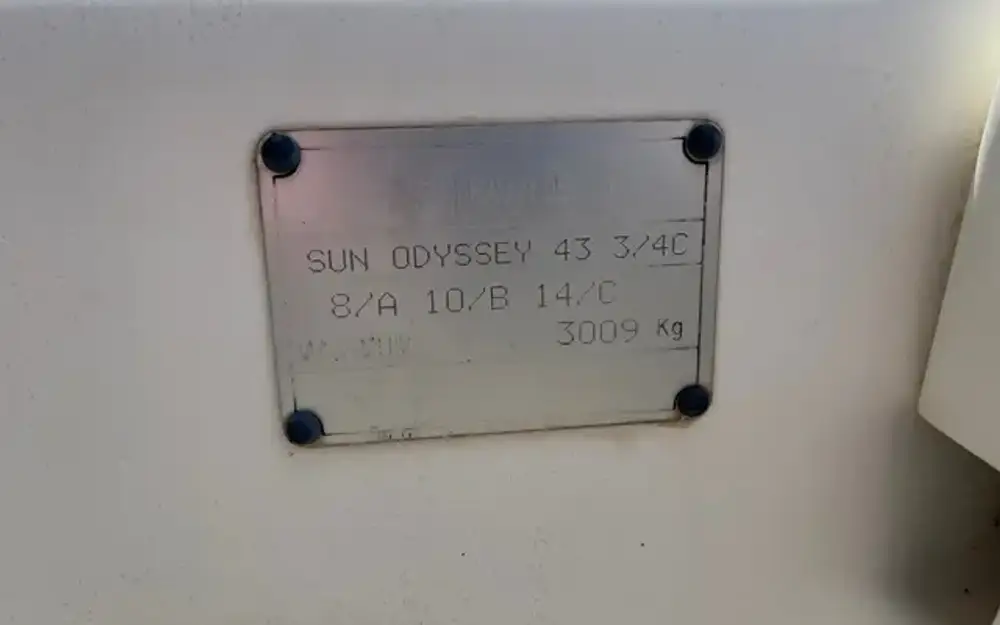 SUN ODYSSEY 43 3/4C
8/A 10/B 14/C
3009 Kg